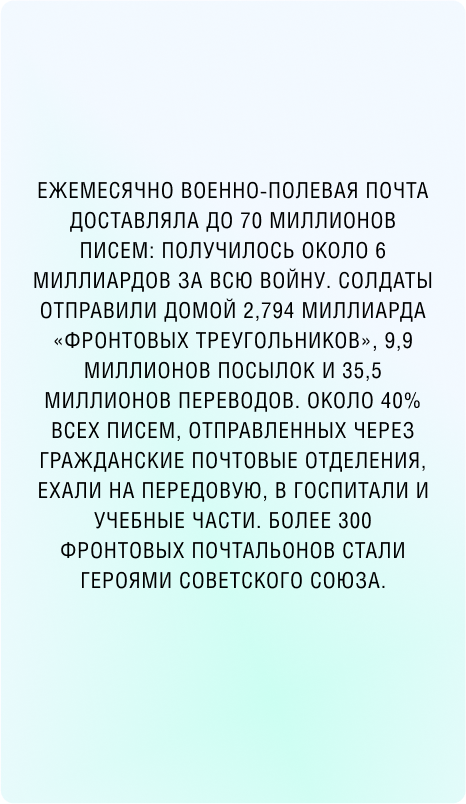 ЕЖЕМЕСЯЧНО ВОЕННО-ПОЛЕВАЯ ПОЧТА
ДОСТАВЛЯЛА ДО 70 МИЛЛИОНОВ
ПИСЕМ: ПОЛУЧИЛОСЬ ОКОЛО 6
МИЛЛИАРДОВ ЗА ВСЮ ВОЙНУ. СОЛДАТЫ
ОТПРАВИЛИ ДОМОЙ 2,794 МИЛЛИАРДА
«ФРОНТОВЫХ ТРЕУГОЛЬНИКОВ», 9,9
МИЛЛИОНОВ ПОСЫЛОК И 35,5
МИЛЛИОНОВ ПЕРЕВОДОВ. ОКОЛО 40%
ВСЕХ ПИСЕМ, ОТПРАВЛЕННЫХ ЧЕРЕЗ
ГРАЖДАНСКИЕ ПОЧТОВЫЕ ОТДЕЛЕНИЯ,
ЕХАЛИ НА ПЕРЕДОВУЮ, В ГОСПИТАЛИ И
УЧЕБНЫЕ ЧАСТИ. БОЛЕЕ 300
ФРОНТОВЫХ ПОЧТАЛЬОНОВ СТАЛИ
ГЕРОЯМИ СОВЕТСКОГО СОЮЗА.